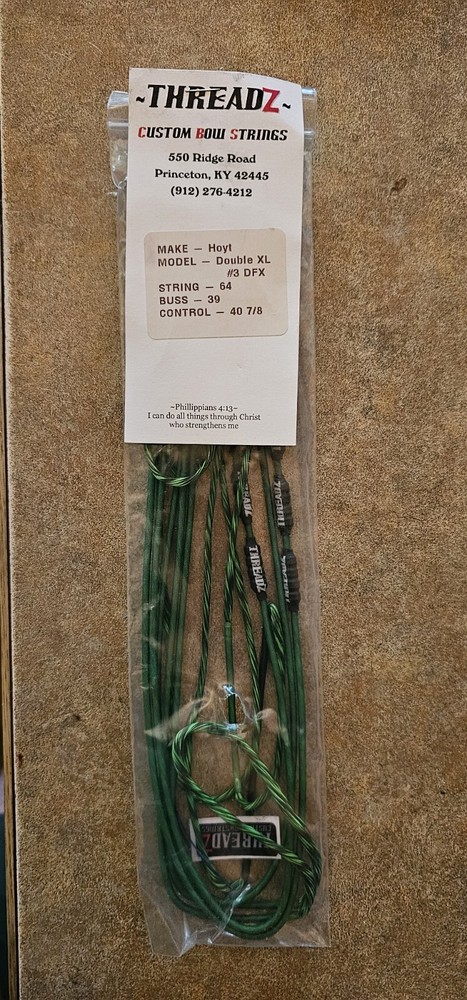 ~THREADZ~
CUSTOM BOW STRINGS
550 Ridge Road
Princeton, KY 42445
(912) 276-4212
MAKE – Hoyt
MODEL – Double XL
#3 DFX
STRING – 64
BUSS – 39
CONTROL – 40 7/8
~Phillippians 4:13~
I can do all things through Christ
who strengthens me
THREADZ
THREADZ
THREADZ
THREADZ
THREADZ